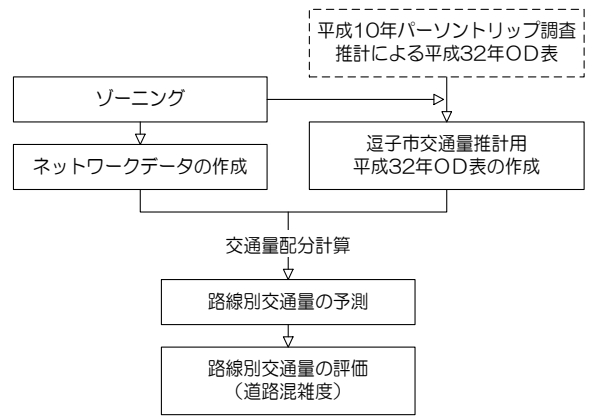 平成10年パーソントリップ調査
推計による平成32年OD表
ゾーニング
ネットワークデータの作成
逗子市交通量推計用
平成32年OD表の作成
交通量配分計算
路線別交通量の予測
路線別交通量の評価
（道路混雑度）